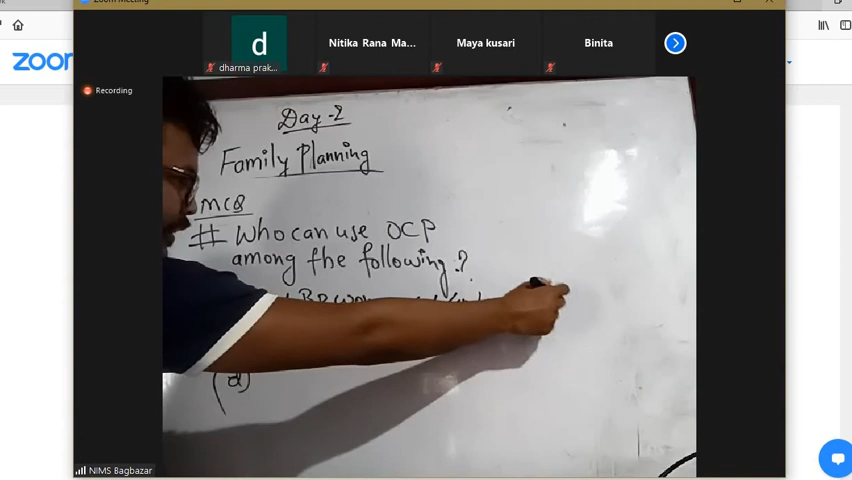 Zoom Meeting
zoom
d
dharma prak...
Nitika Rana Ma...
Maya kusari
Binita
Recording
Day-2
Family Planning
MCQ
# Who can use OCP
among the following?
(d)
NIMS Bagbazar